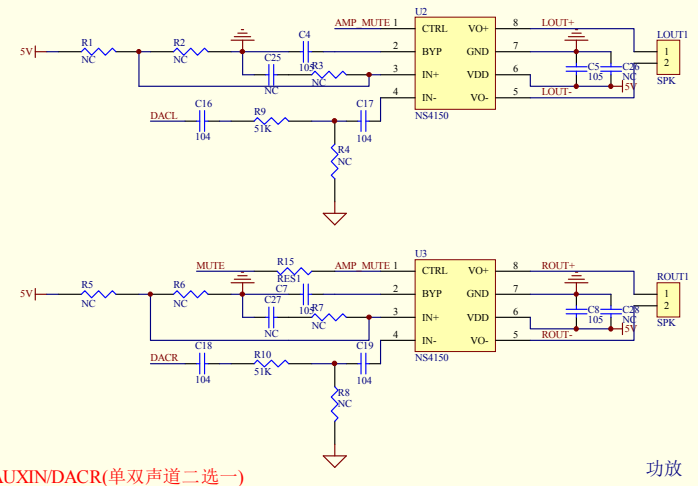 U2
AMP_MUTE 1 CTRL VO+ 8 LOUT+ LOUT1
5V R1 NC R2 NC C4 105 2 BYP GND 7 1
C25 NC R3 NC 3 IN+ VDD 6 C5 105 C26 NC 2
5V SPK
4 IN- VO- 5 LOUT-
NS4150
DACL C16 104 R9 51K C17 104
R4 NC
U3
MUTE R15 RES1 AMP_MUTE 1 CTRL VO+ 8 ROUT+ ROUT1
5V R5 NC R6 NC C7 105 2 BYP GND 7 1
C27 NC R7 NC 3 IN+ VDD 6 C8 105 C28 NC 2
5V SPK
4 IN- VO- 5 ROUT-
NS4150
DACR C18 104 R10 51K C19 104
R8 NC
AUXIN/DACR(单双声道二选一)
功放